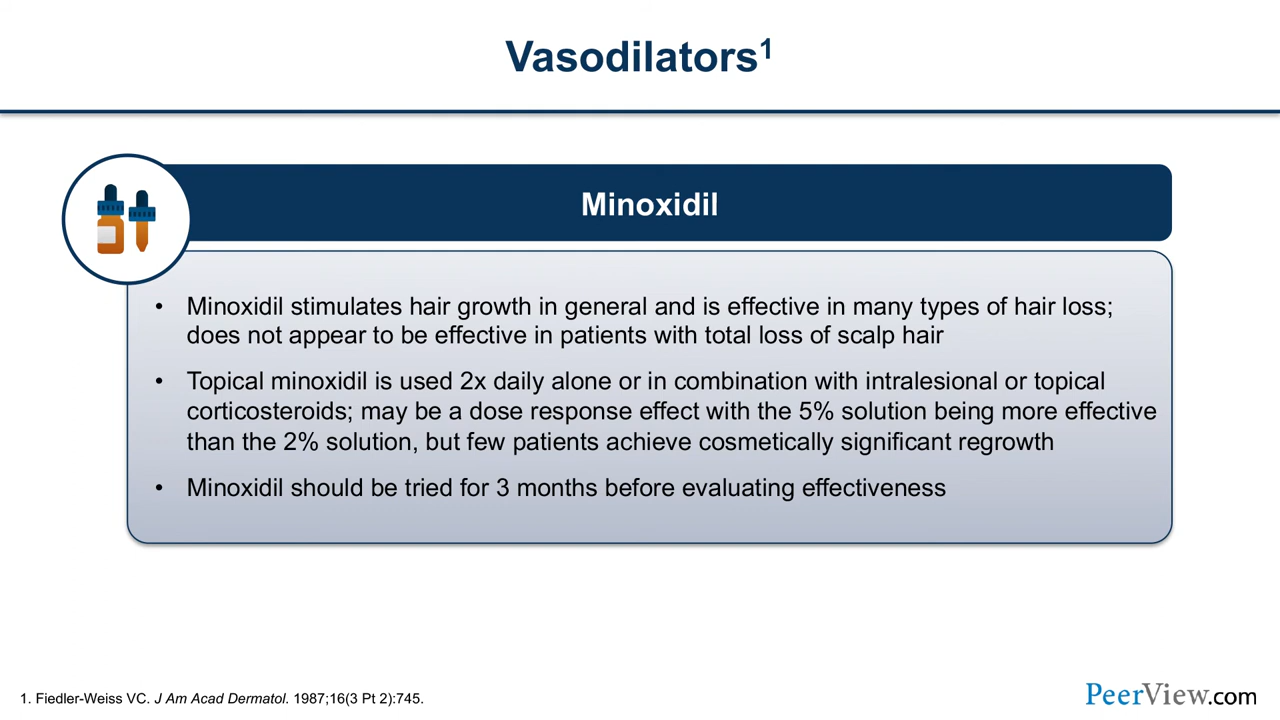 Vasodilators¹
Minoxidil
• Minoxidil stimulates hair growth in general and is effective in many types of hair loss;
does not appear to be effective in patients with total loss of scalp hair
• Topical minoxidil is used 2x daily alone or in combination with intralesional or topical
corticosteroids; may be a dose response effect with the 5% solution being more effective
than the 2% solution, but few patients achieve cosmetically significant regrowth
• Minoxidil should be tried for 3 months before evaluating effectiveness
1. Fiedler-Weiss VC. J Am Acad Dermatol. 1987;16(3 Pt 2):745.
PeerView.com